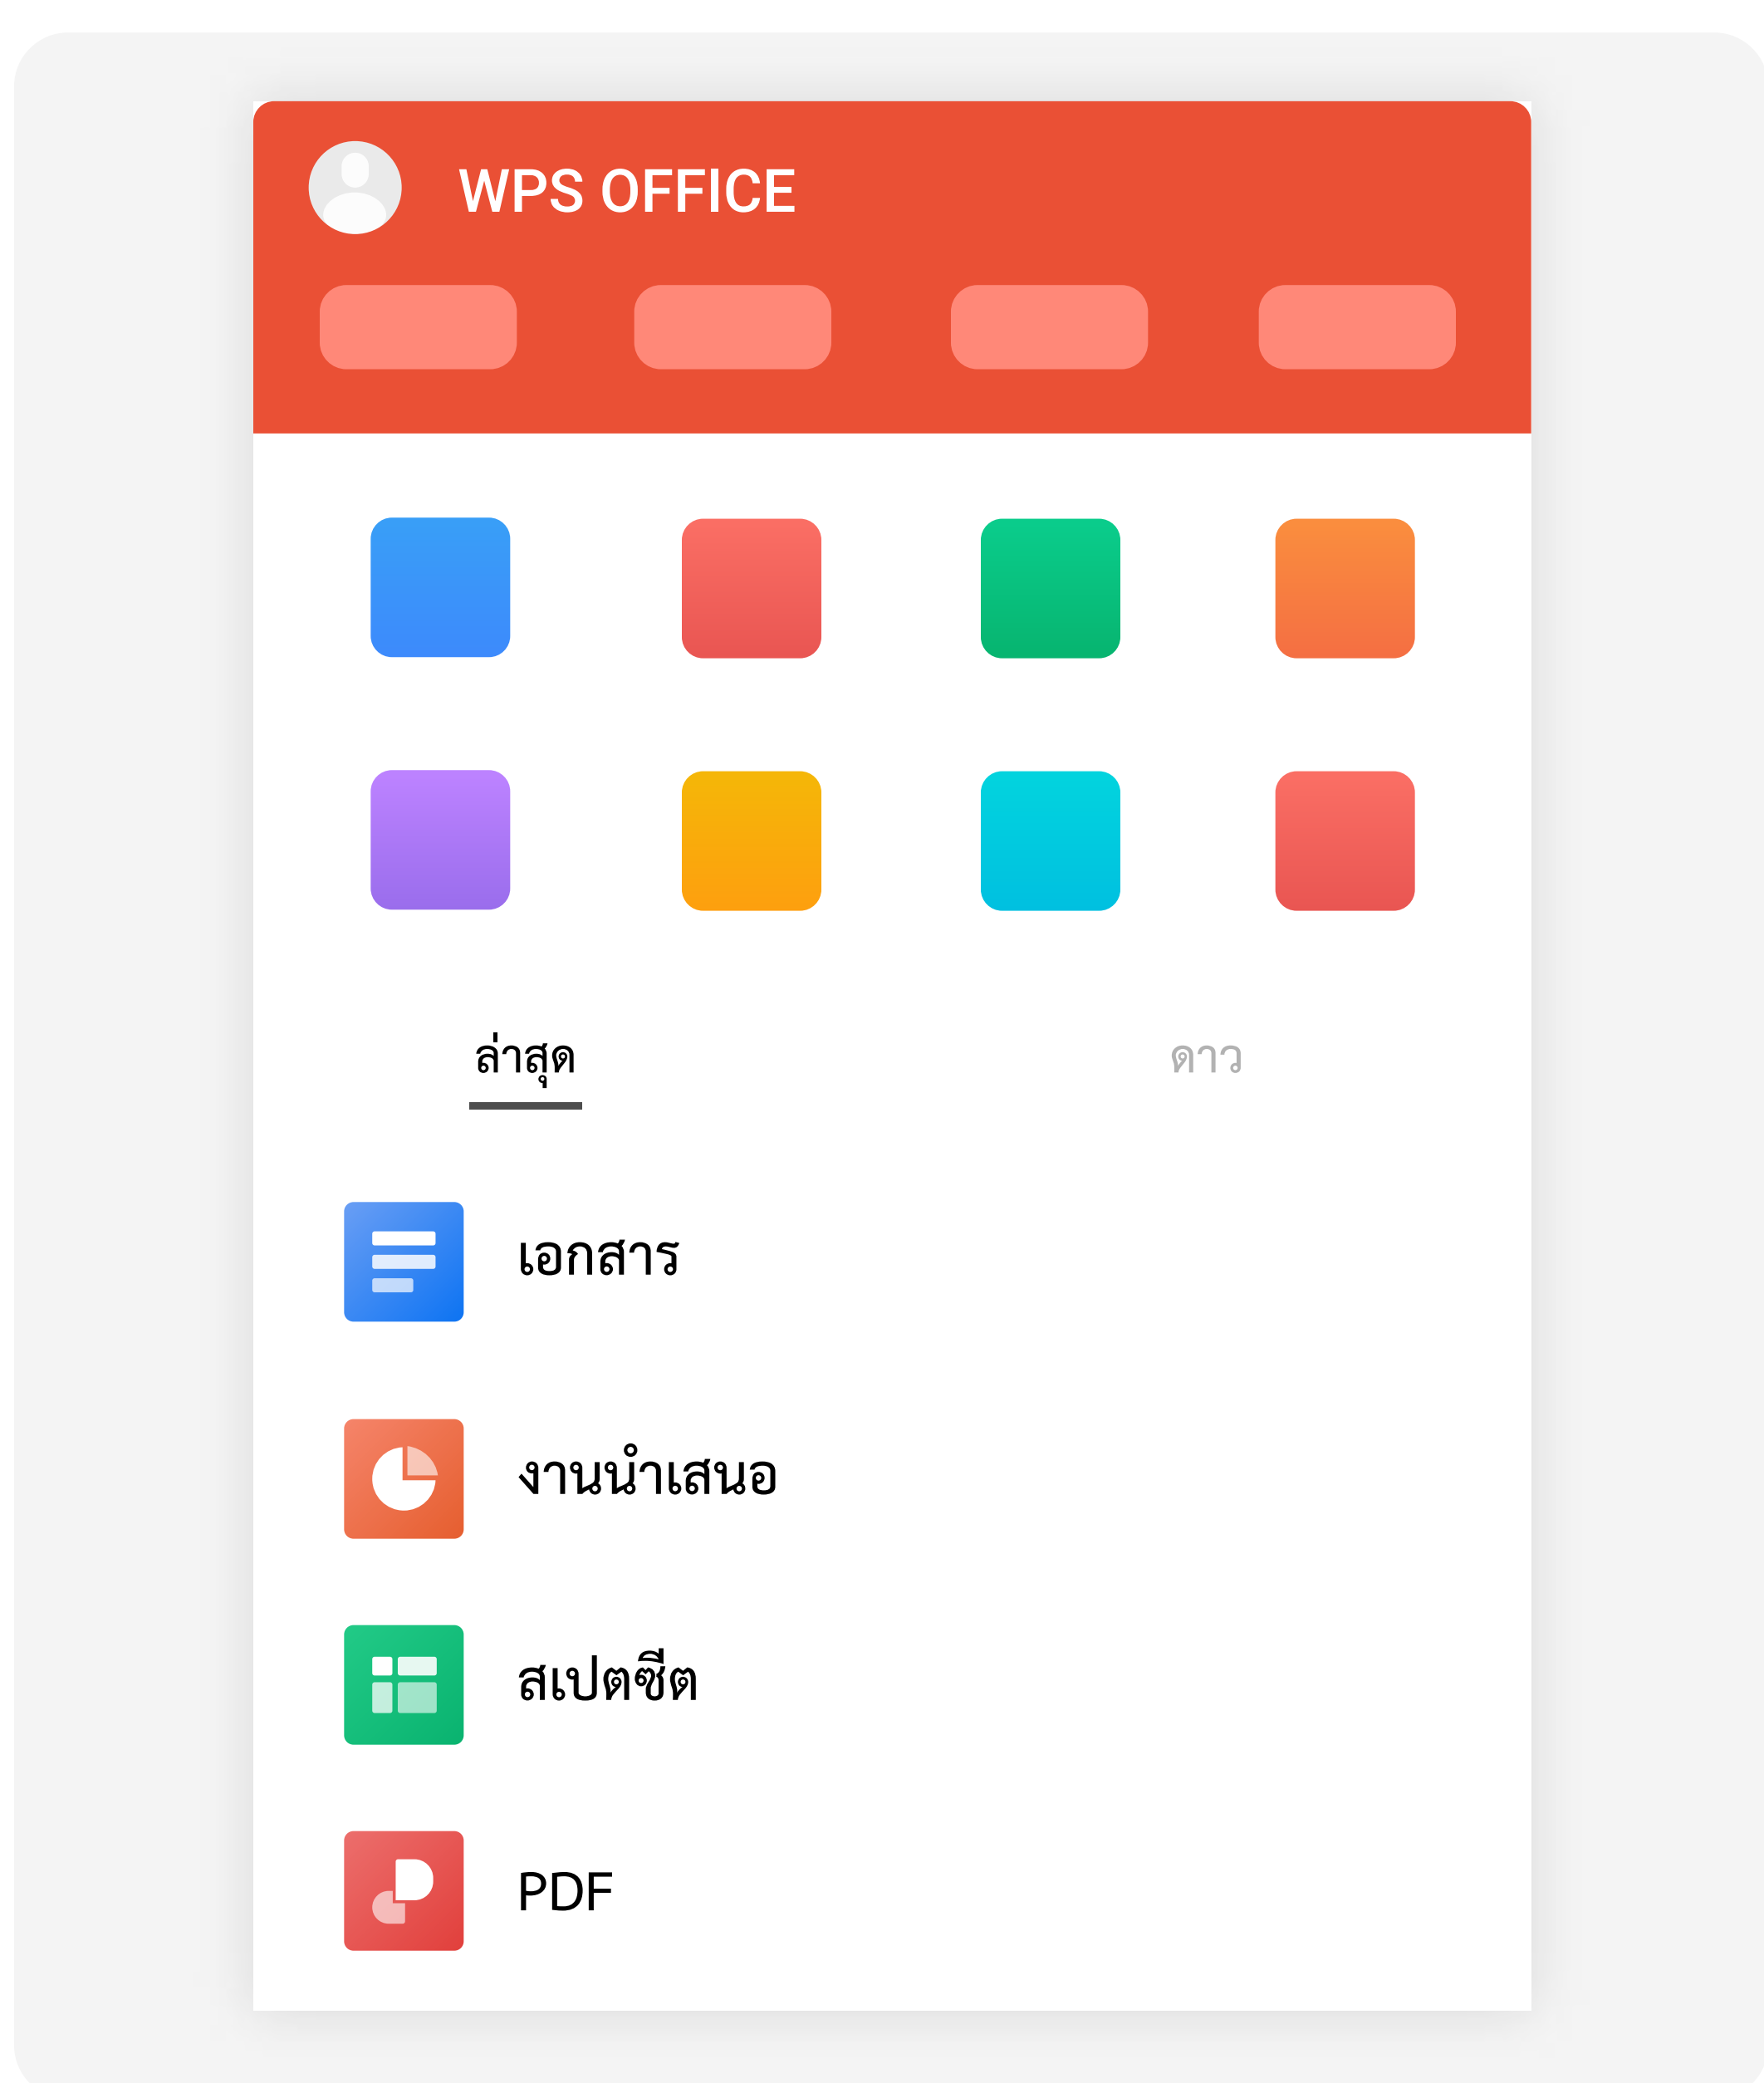 WPS OFFICE
ล่าสุด
ดาว
เอกสาร
งานนำเสนอ
สเปตชีต
PDF